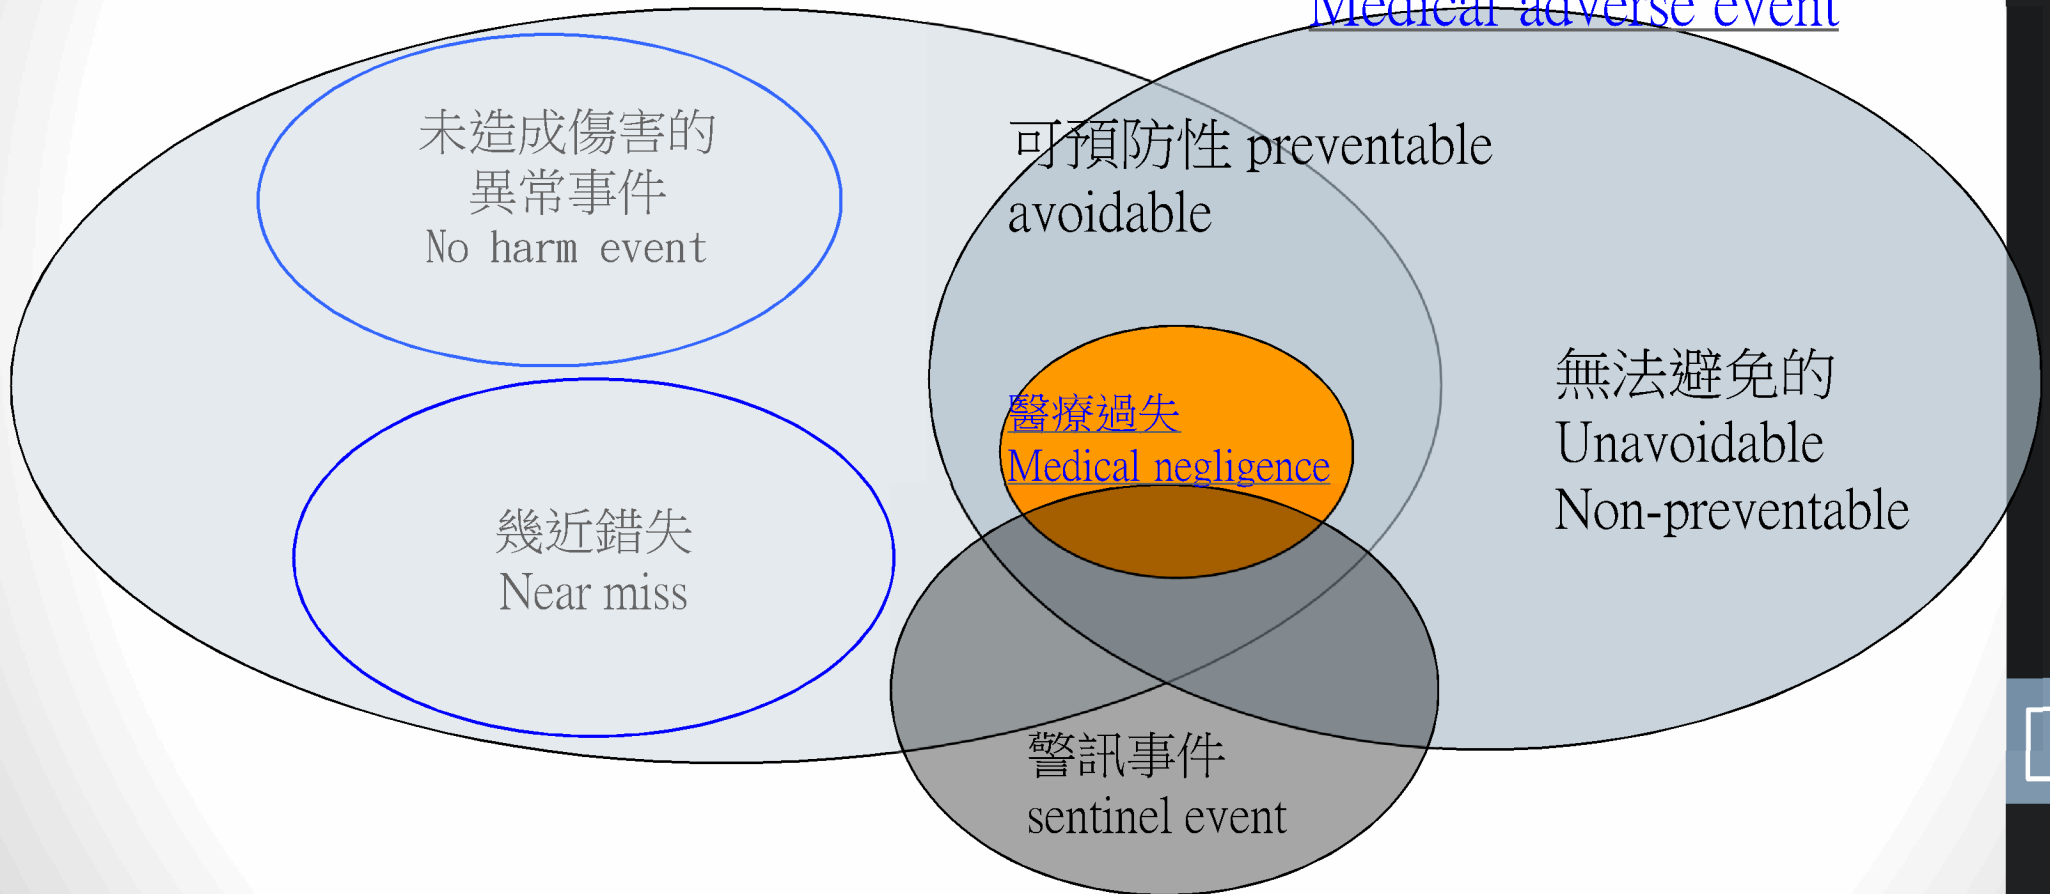 Medical adverse event
未造成傷害的
異常事件
No harm event
可預防性 preventable
avoidable
醫療過失
Medical negligence
無法避免的
Unavoidable
Non-preventable
幾近錯失
Near miss
警訊事件
sentinel event